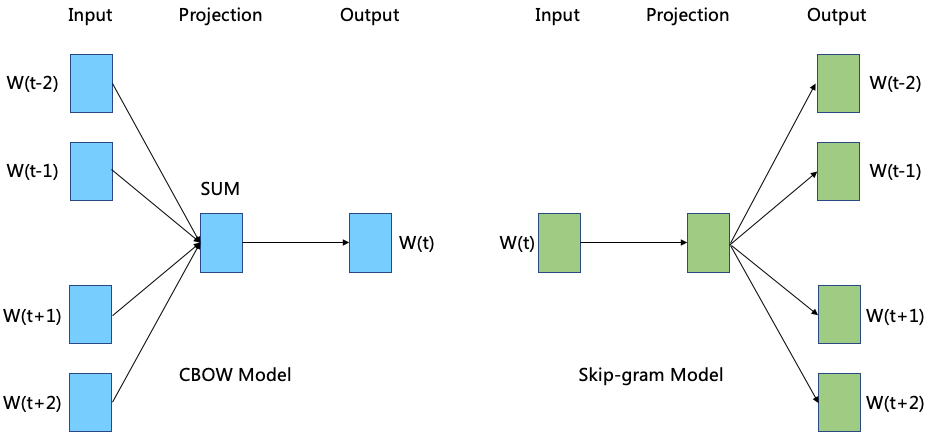 Input Projection Output Input Projection Output
W(t-2) W(t-2)
W(t-1) W(t-1)
SUM
W(t) W(t)
W(t+1) W(t+1)
CBOW Model Skip-gram Model
W(t+2) W(t+2)